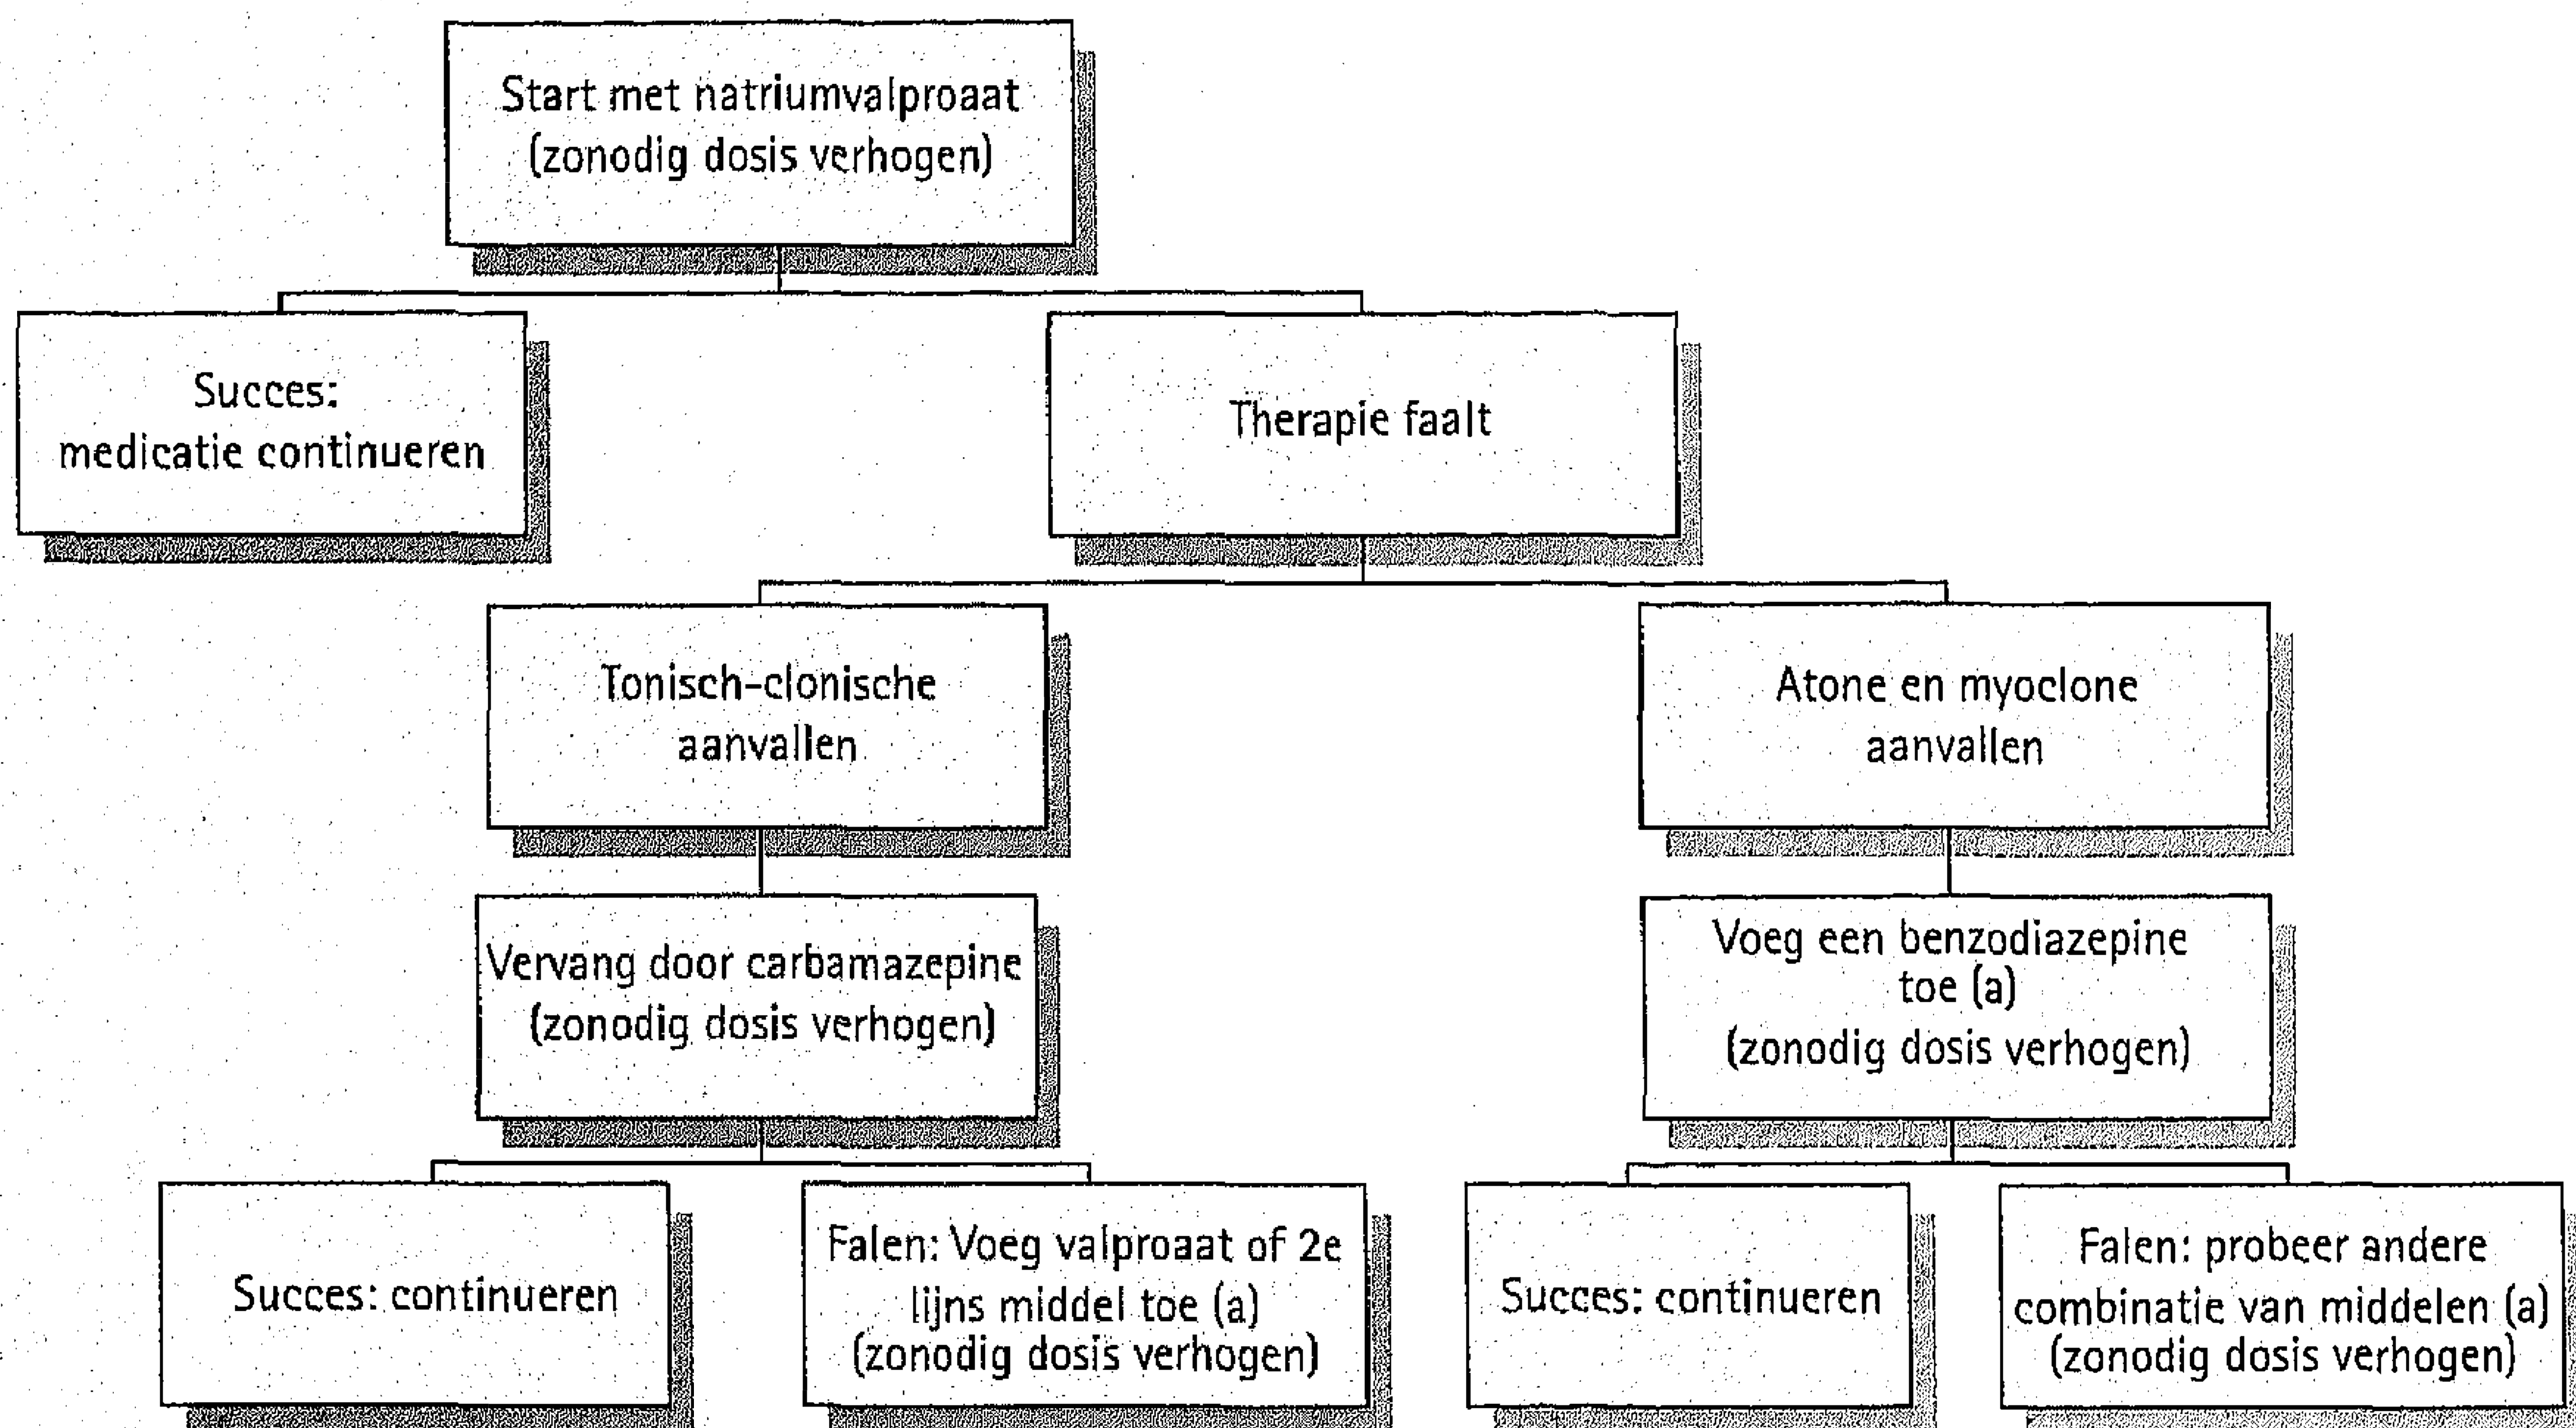 Start met natriumvalproaat
(zonodig dosis verhogen)
Succes:
medicatie continueren
Therapie faalt
Tonisch-clonische
aanvallen
Atone en myoclone
aanvallen
Vervang door carbamazepine
(zonodig dosis verhogen)
Voeg een benzodiazepine
toe (a)
(zonodig dosis verhogen)
Succes: continueren
Falen: Voeg valproaat of 2e
lijns middel toe (a)
(zonodig dosis verhogen)
Succes: continueren
Falen: probeer andere
combinatie van middelen (a)
(zonodig dosis verhogen)